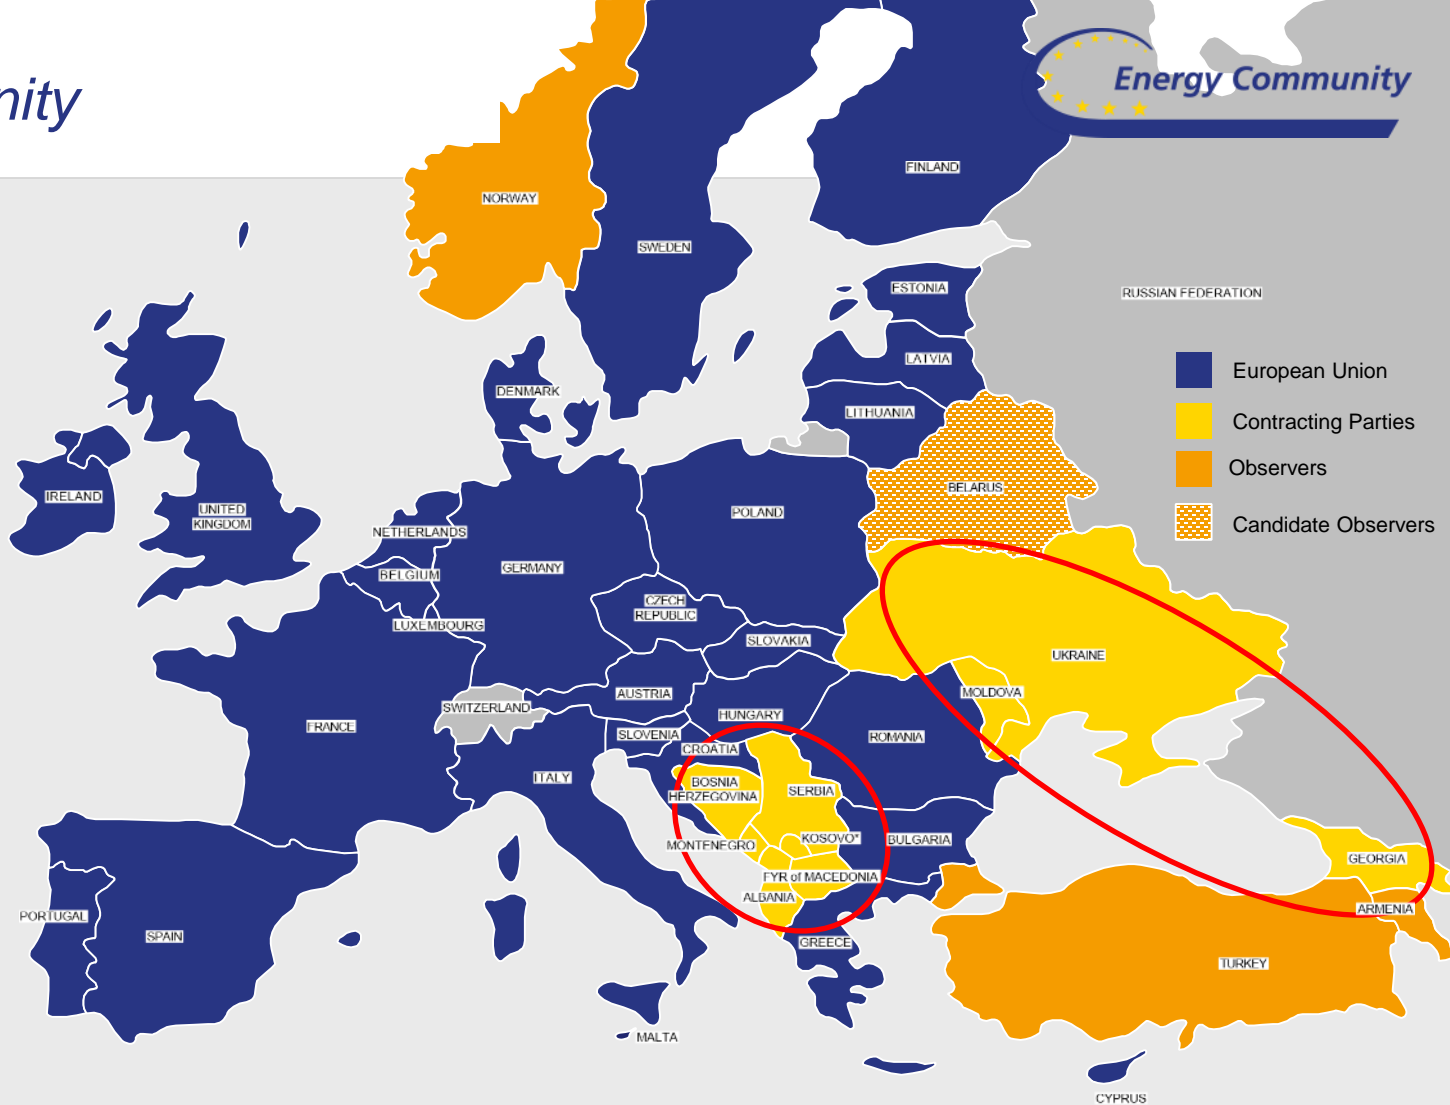 nity
Energy Community
FINLAND
NORWAY
SWEDEN
ESTONIA
RUSSIAN FEDERATION
LATVIA
European Union
DENMARK
LITHUANIA
Contracting Parties
Observers
BELARUS
IRELAND
UNITED
KINGDOM
POLAND
Candidate Observers
NETHERLANDS
GERMANY
BELGIUM
CZECH
REPUBLIC
LUXEMBOURG
SLOVAKIA
UKRAINE
AUSTRIA
MOLDOVA
SWITZERLAND
HUNGARY
FRANCE
SLOVENIA
ROMANIA
CROATIA
ITALY
BOSNIA
HERZEGOVINA
SERBIA
KOSOVO*
BULGARIA
MONTENEGRO
GEORGIA
FYR of MACEDONIA
ALBANIA
ARMENIA
PORTUGAL
SPAIN
GREECE
TURKEY
MALTA
CYPRUS